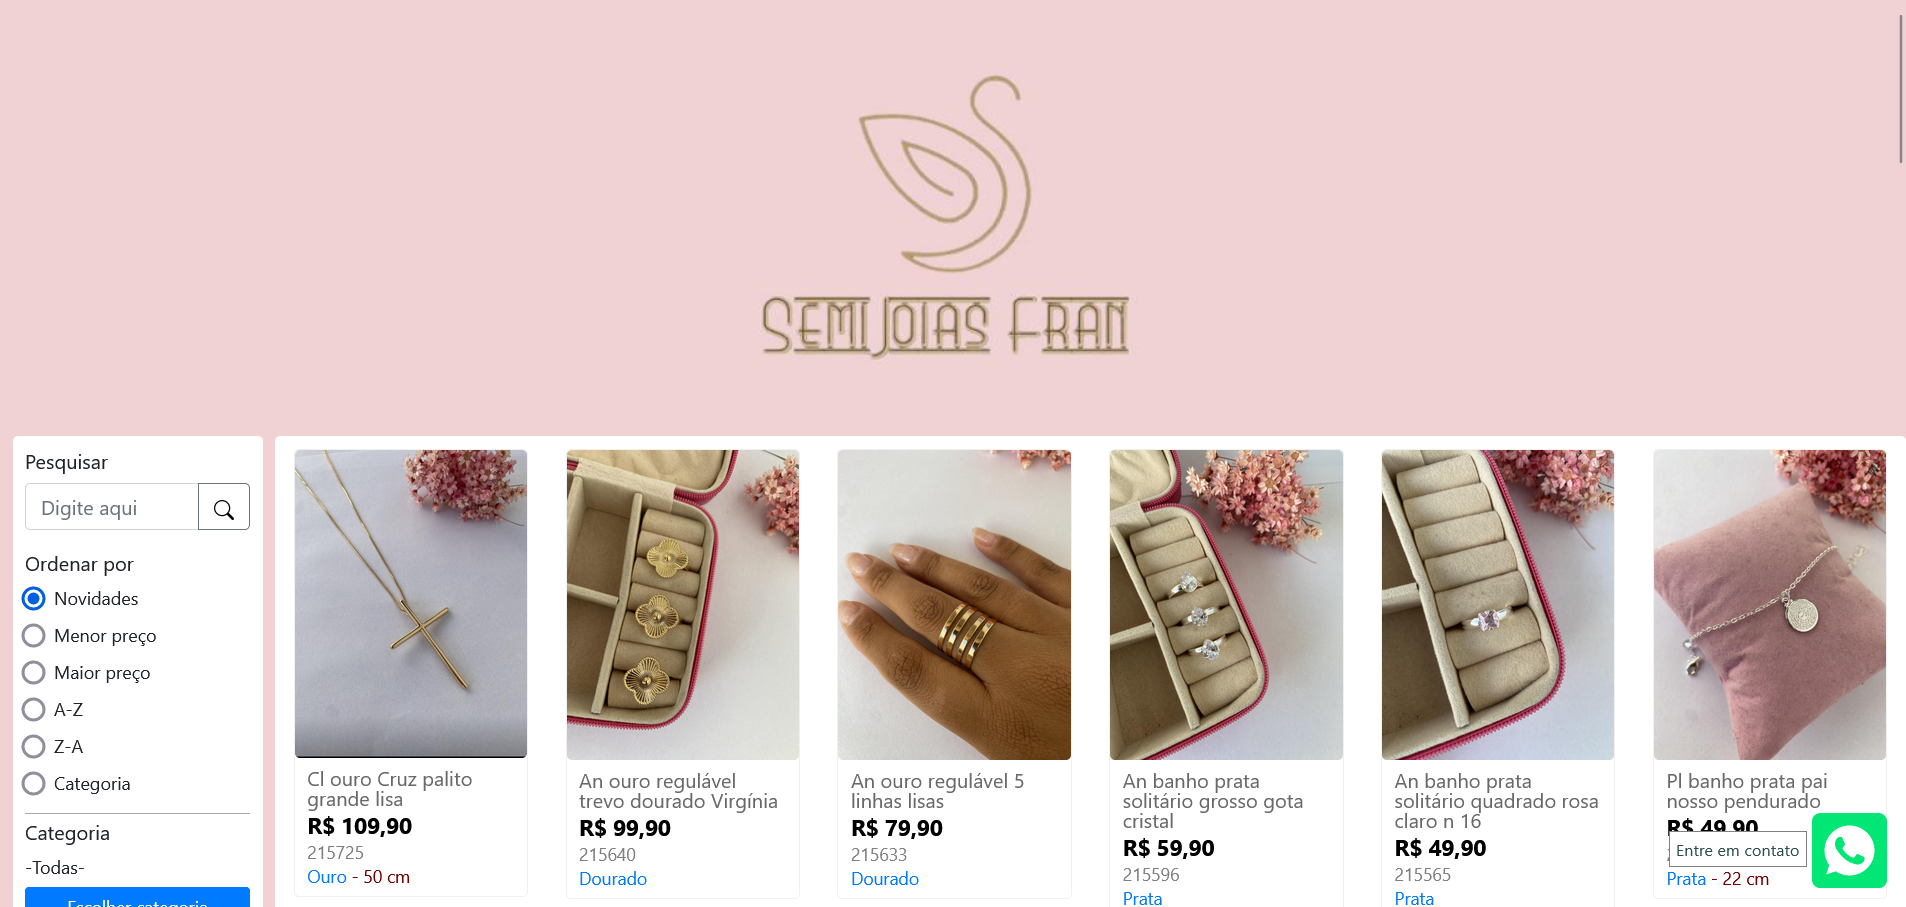 SEMIJOIAS FRAN
Pesquisar
Digite aqui
Ordenar por
Novidades
Menor preço
Maior preço
A-Z
Z-A
Categoria
Categoria
-Todas-
Escolher categoria
Cl ouro Cruz palito
grande lisa
R$ 109,90
215725
Ouro - 50 cm
An ouro regulável
trevo dourado Virgínia
R$ 99,90
215640
Dourado
An ouro regulável 5
linhas lisas
R$ 79,90
215633
Dourado
An banho prata
solitário grosso gota
cristal
R$ 59,90
215596
Prata
An banho prata
solitário quadrado rosa
claro n 16
R$ 49,90
215565
Prata
Pl banho prata pai
nosso pendurado
R$ 49,90
Prata - 22 cm
Entre em contato